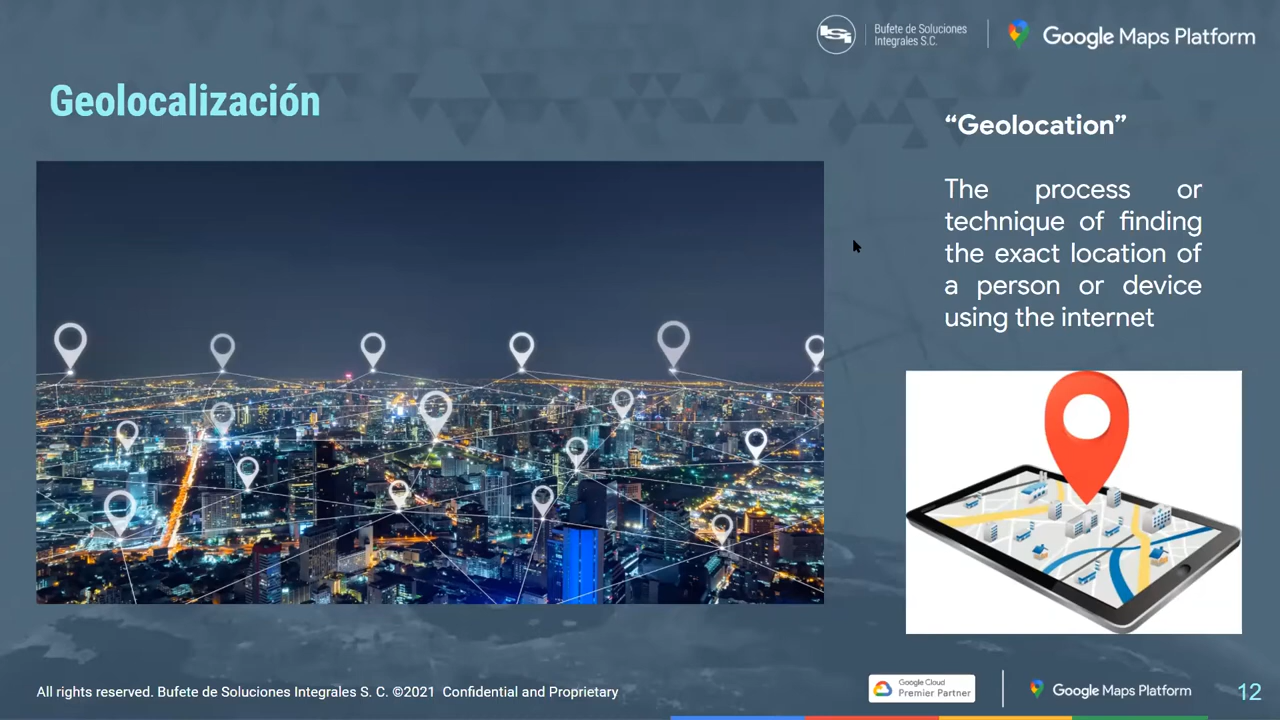 Bufete de Soluciones
Integrales S.C.
Google Maps Platform
Geolocalización
“Geolocation”
The process or
technique of finding
the exact location of
a person or device
using the internet
All rights reserved. Bufete de Soluciones Integrales S. C. ©2021 Confidential and Proprietary
Google Cloud
Premier Partner
Google Maps Platform
12